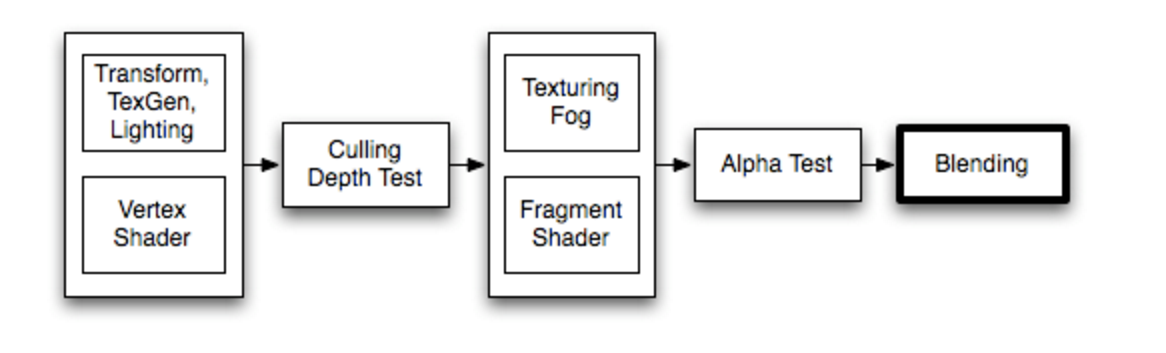 Transform,
TexGen,
Lighting
Vertex
Shader
Culling
Depth Test
Texturing
Fog
Fragment
Shader
Alpha Test
Blending